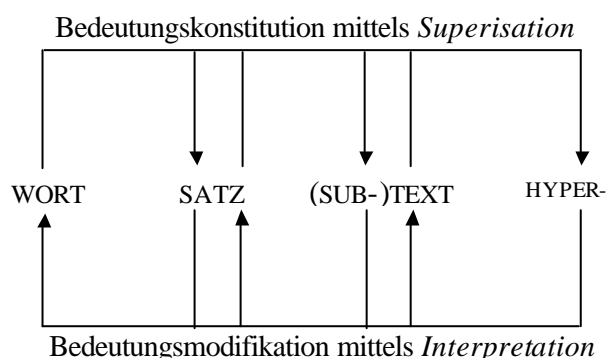 Bedeutungskonstitution mittels Superisation
WORT SATZ (SUB-)TEXT HYPER-
Bedeutungsmodifikation mittels Interpretation